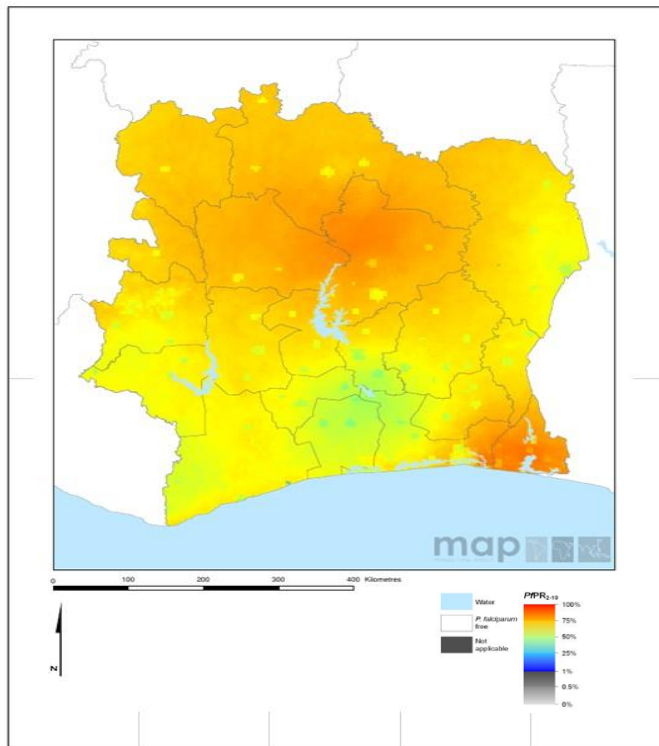 map
0 100 200 300 400 Kilometres
N
Water
P. falciparum
free
Not
applicable
PfPR2-10
100%
75%
50%
25%
1%
0.5%
0%